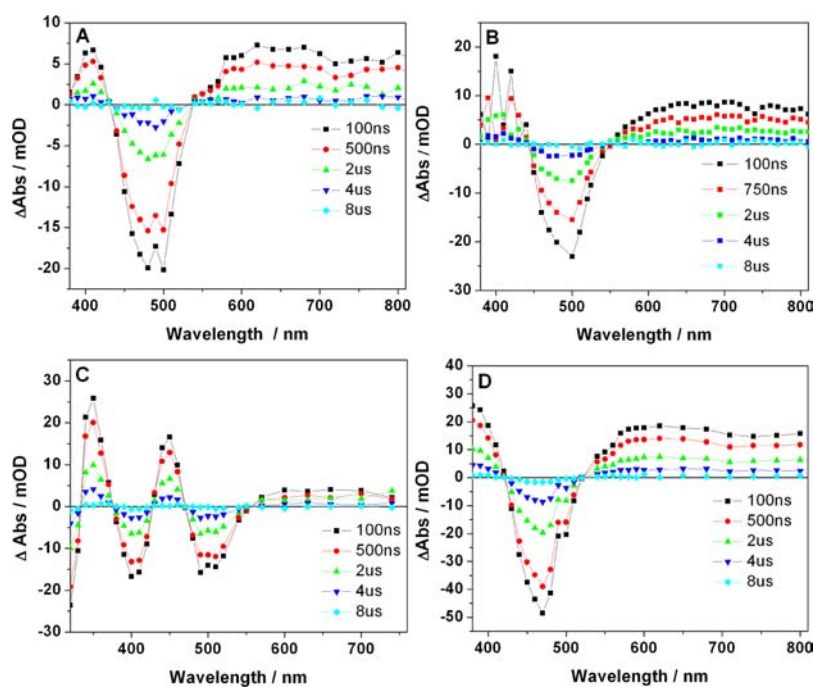 A
ΔAbs / mOD
10
5
0
-5
-10
-15
-20
100ns
500ns
2us
4us
8us
400 500 600 700 800
Wavelength / nm
B
ΔAbs / mOD
20
10
0
-10
-20
-30
100ns
750ns
2us
4us
8us
400 500 600 700 800
Wavelength / nm
C
Δ Abs / mOD
30
20
10
0
-10
-20
-30
100ns
500ns
2us
4us
8us
400 500 600 700
Wavelength / nm
D
ΔAbs / mOD
40
30
20
10
0
-10
-20
-30
-40
-50
100ns
500ns
2us
4us
8us
400 500 600 700 800
Wavelength / nm